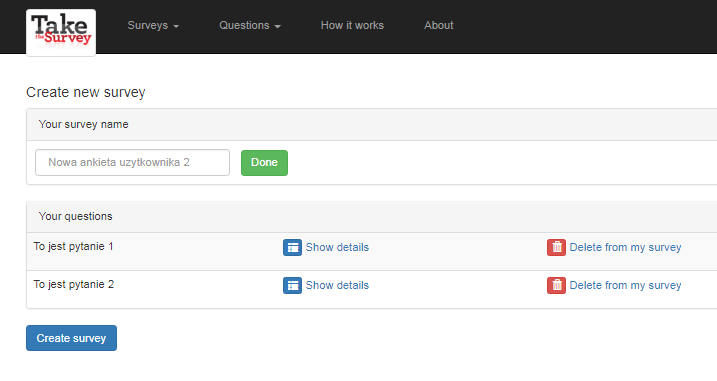 Take
the Survey
Surveys
Questions
How it works
About
Create new survey
Your survey name
Nowa ankieta uzytkownika 2
Done
Your questions
To jest pytanie 1
Show details
Delete from my survey
To jest pytanie 2
Show details
Delete from my survey
Create survey